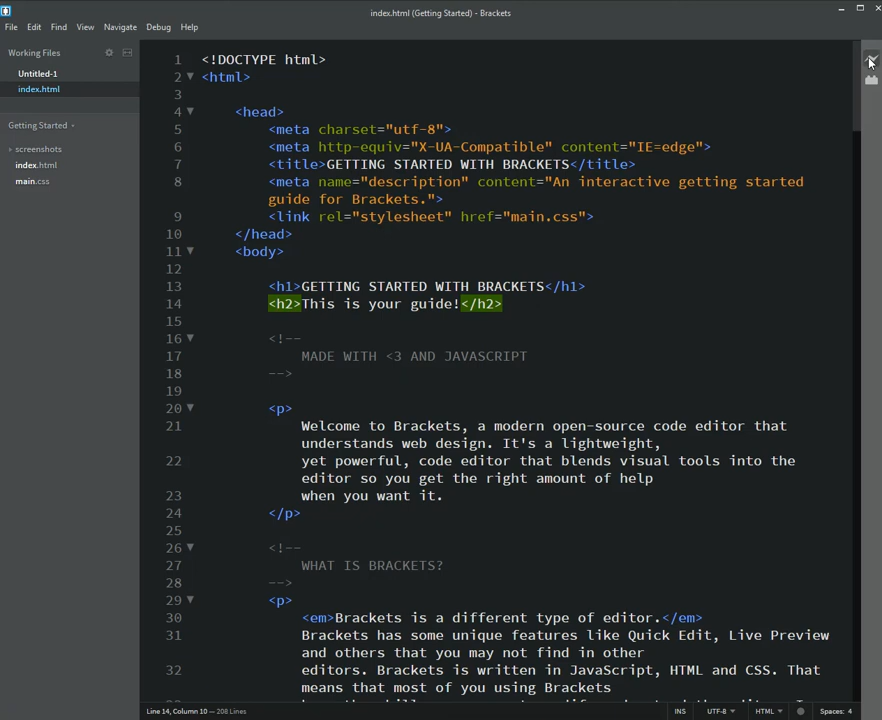 index.html (Getting Started) - Brackets
File Edit Find View Navigate Debug Help
Working Files
Untitled-1
index.html
Getting Started
screenshots
index.html
main.css
1 <!DOCTYPE html>
2 <html>
3
4 <head>
5 <meta charset="utf-8">
6 <meta http-equiv="X-UA-Compatible" content="IE=edge">
7 <title>GETTING STARTED WITH BRACKETS</title>
8 <meta name="description" content="An interactive getting started
guide for Brackets.">
9 <link rel="stylesheet" href="main.css">
10 </head>
11 <body>
12
13 <h1>GETTING STARTED WITH BRACKETS</h1>
14 <h2>This is your guide!</h2>
15
16 <!--
17 MADE WITH <3 AND JAVASCRIPT
18 -->
19
20 <p>
21 Welcome to Brackets, a modern open-source code editor that
understands web design. It's a lightweight,
22 yet powerful, code editor that blends visual tools into the
editor so you get the right amount of help
23 when you want it.
24 </p>
25
26 <!--
27 WHAT IS BRACKETS?
28 -->
29 <p>
30 <em>Brackets is a different type of editor.</em>
31 Brackets has some unique features like Quick Edit, Live Preview
and others that you may not find in other
32 editors. Brackets is written in JavaScript, HTML and CSS. That
means that most of you using Brackets
Line 14, Column 10 — 208 Lines
INS UTF-8 HTML Spaces: 4